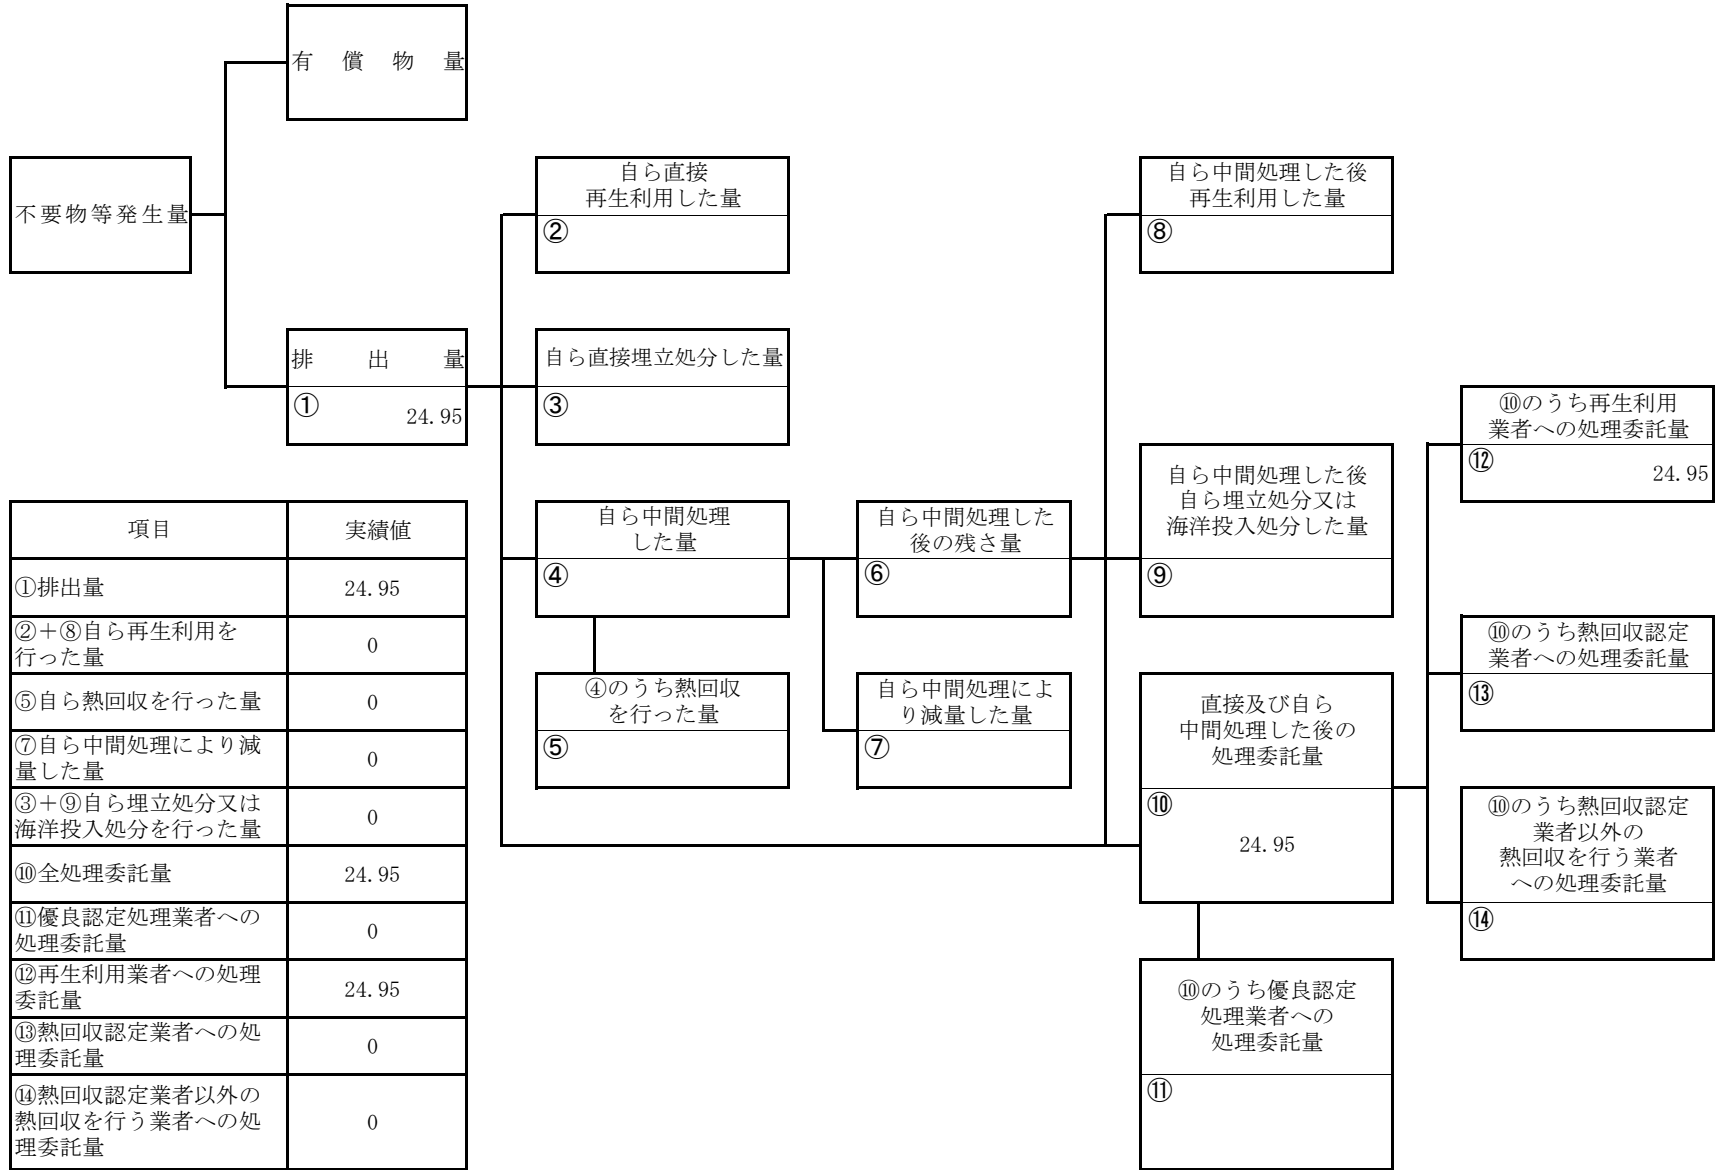 有償物量
不要物等発生量
排出量
①
24.95
自ら直接
再生利用した量
②
自ら直接埋立処分した量
③
自ら中間処理
した量
④
④のうち熱回収
を行った量
⑤
自ら中間処理した
後の残さ量
⑥
自ら中間処理によ
り減量した量
⑦
自ら中間処理した後
再生利用した量
⑧
自ら中間処理した後
自ら埋立処分又は
海洋投入処分した量
⑨
直接及び自ら
中間処理した後の
処理委託量
⑩
24.95
⑩のうち優良認定
処理業者への
処理委託量
⑪
⑩のうち再生利用
業者への処理委託量
⑫
24.95
⑩のうち熱回収認定
業者への処理委託量
⑬
⑩のうち熱回収認定
業者以外の
熱回収を行う業者
への処理委託量
⑭
項目 実績値
①排出量 24.95
②+⑧自ら再生利用を
行った量 0
⑤自ら熱回収を行った量 0
⑦自ら中間処理により減
量した量 0
③+⑨自ら埋立処分又は
海洋投入処分を行った量 0
⑩全処理委託量 24.95
⑪優良認定処理業者への
処理委託量 0
⑫再生利用業者への処理
委託量 24.95
⑬熱回収認定業者への処
理委託量 0
⑭熱回収認定業者以外の
熱回収を行う業者への処
理委託量 0